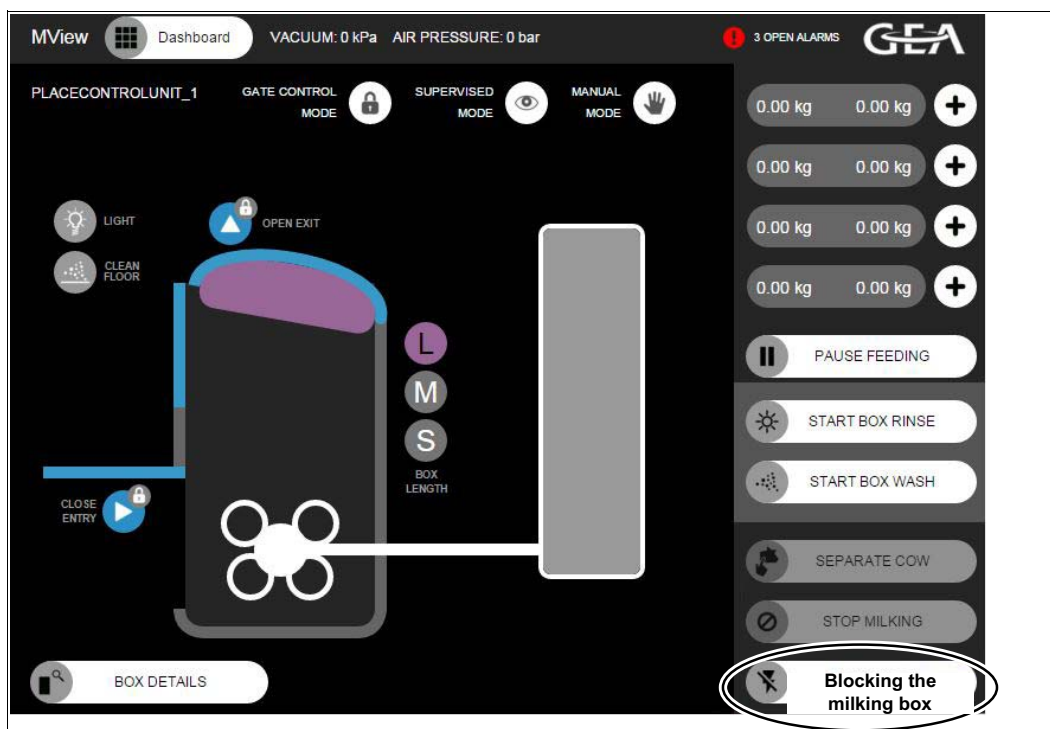 MView
Dashboard
VACUUM: 0 kPa AIR PRESSURE: 0 bar
3 OPEN ALARMS
GEA
PLACECONTROLUNIT_1
GATE CONTROL
MODE
SUPERVISED
MODE
MANUAL
MODE
0.00 kg 0.00 kg
0.00 kg 0.00 kg
0.00 kg 0.00 kg
0.00 kg 0.00 kg
LIGHT
OPEN EXIT
CLEAN
FLOOR
L
M
S
BOX
LENGTH
CLOSE
ENTRY
PAUSE FEEDING
START BOX RINSE
START BOX WASH
SEPARATE COW
STOP MILKING
Blocking the
milking box
BOX DETAILS